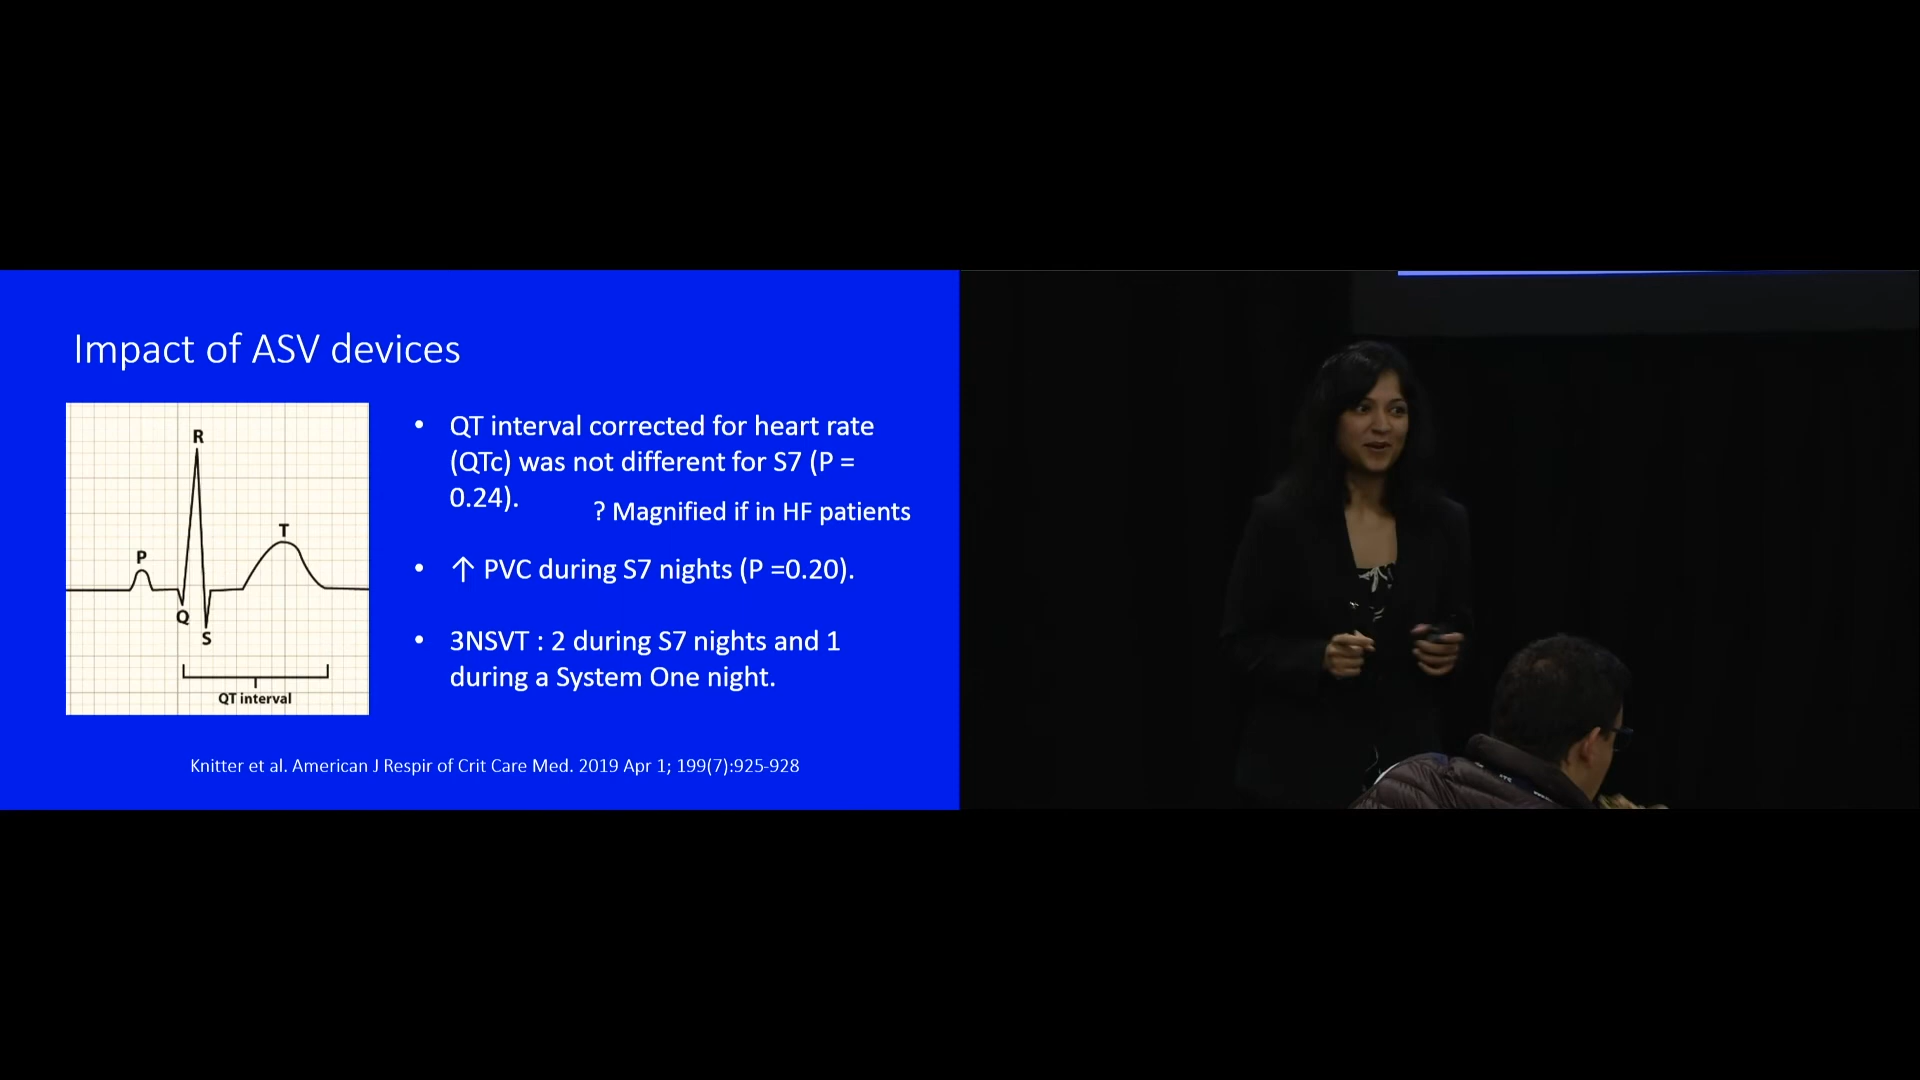 Impact of ASV devices
R
P
T
Q
S
QT interval
• QT interval corrected for heart rate
(QTc) was not different for S7 (P =
0.24).
? Magnified if in HF patients
• ↑ PVC during S7 nights (P =0.20).
• 3NSVT : 2 during S7 nights and 1
during a System One night.
Knitter et al. American J Respir of Crit Care Med. 2019 Apr 1; 199(7):925-928